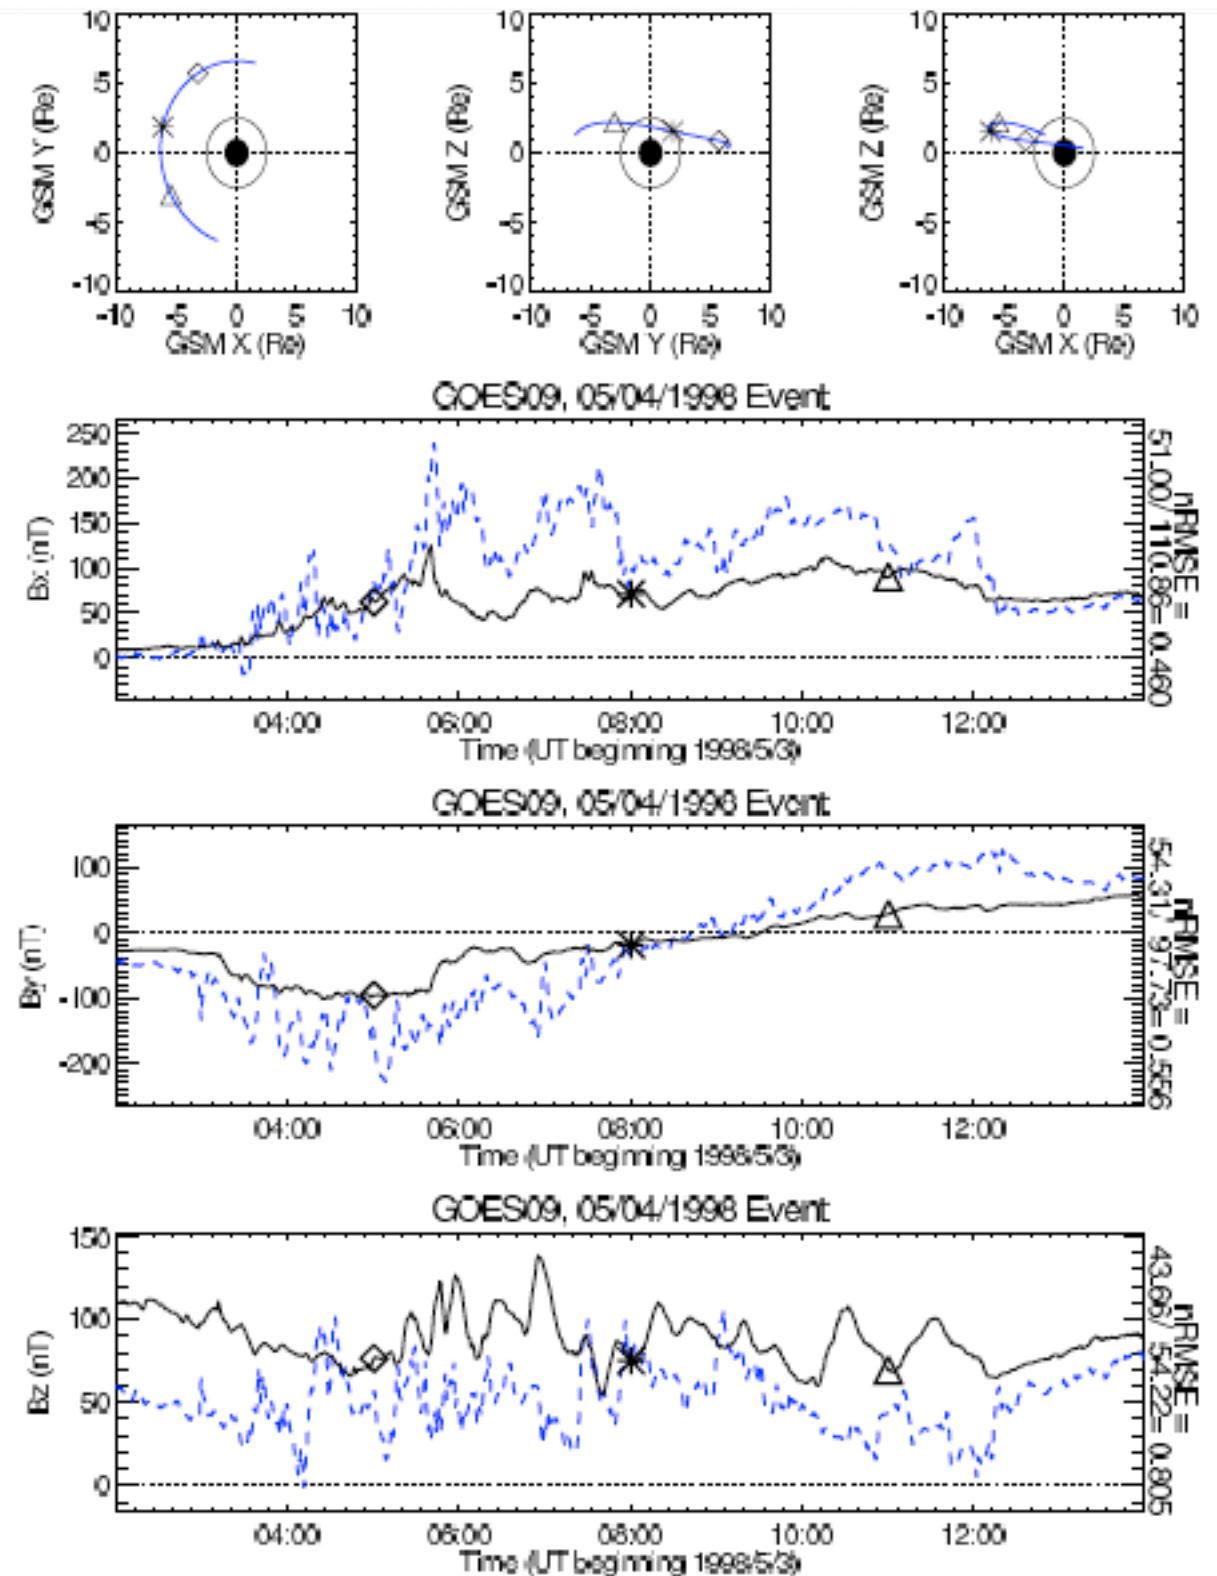 10 10 10
5 5 5
0 0 0
-5 -5 -5
-10 -10 -10
GSM Y (Re) GSM Z (Re) GSM Z (Re)
-10 -5 0 5 10 -10 -5 0 5 10 -10 -5 0 5 10
GSM X (Re) GSM Y (Re) GSM X (Re)
GOES09, 05/04/1998 Event
250
200
150
100
50
0
Bx (nT)
nRMSE =
51.00/ 110.86= 0.460
04:00 06:00 08:00 10:00 12:00
Time (UT beginning 1998/5/3)
GOES09, 05/04/1998 Event
100
0
-100
-200
By (nT)
nRMSE =
54.31/ 97.73= 0.556
04:00 06:00 08:00 10:00 12:00
Time (UT beginning 1998/5/3)
GOES09, 05/04/1998 Event
150
100
50
0
Bz (nT)
nRMSE =
43.66/ 54.22= 0.805
04:00 06:00 08:00 10:00 12:00
Time (UT beginning 1998/5/3)